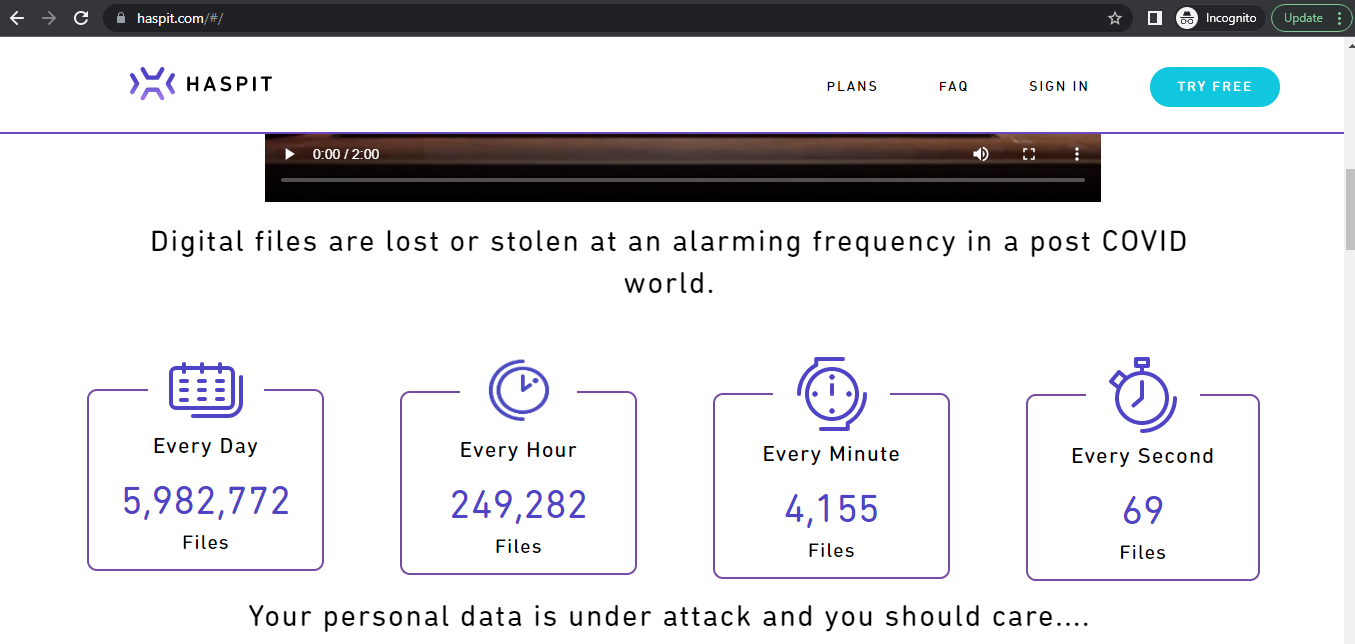 haspit.com/#/
Incognito
Update
HASPIT
PLANS
FAQ
SIGN IN
TRY FREE
0:00 / 2:00
Digital files are lost or stolen at an alarming frequency in a post COVID
world.
Every Day
5,982,772
Files
Every Hour
249,282
Files
Every Minute
4,155
Files
Every Second
69
Files
Your personal data is under attack and you should care....